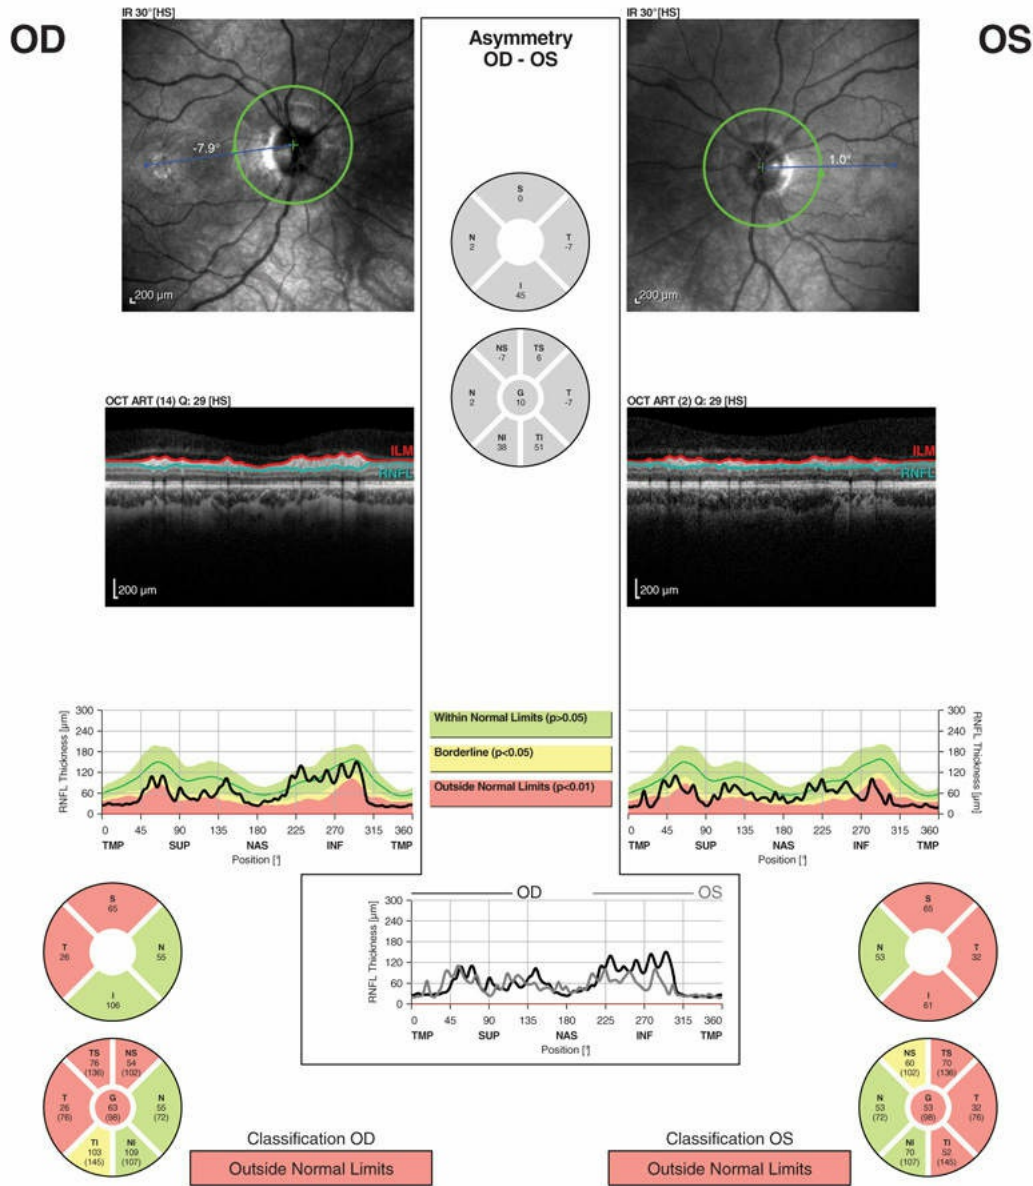 OD
IR 30°[HS]
-7.9°
200 µm
Asymmetry
OD - OS
S
0
N
2
T
-7
I
45
NS
-7
TS
6
N
2
G
10
T
-7
NI
38
TI
51
IR 30°[HS]
OS
1.0°
200 µm
OCT ART (14) Q: 29 [HS]
ILM
RNFL
200 µm
OCT ART (2) Q: 29 [HS]
ILM
RNFL
200 µm
RNFL Thickness [µm]
300
240
180
120
60
0
0 45 90 135 180 225 270 315 360
TMP SUP NAS INF TMP
Position [°]
Within Normal Limits (p>0.05)
Borderline (p<0.05)
Outside Normal Limits (p<0.01)
300
240
180
120
60
0
RNFL Thickness [µm]
0 45 90 135 180 225 270 315 360
TMP SUP NAS INF TMP
Position [°]
S
65
T
26
N
55
I
106
OD OS
RNFL Thickness [µm]
300
240
180
120
60
0
0 45 90 135 180 225 270 315 360
TMP SUP NAS INF TMP
Position [°]
S
65
N
53
T
32
I
61
TS
76
(136)
NS
54
(102)
T
26
(76)
G
63
(98)
N
55
(72)
TI
103
(145)
NI
109
(107)
Classification OD
Outside Normal Limits
Classification OS
Outside Normal Limits
NS
60
(102)
TS
70
(136)
N
53
(72)
G
53
(98)
T
32
(76)
NI
70
(107)
TI
52
(145)